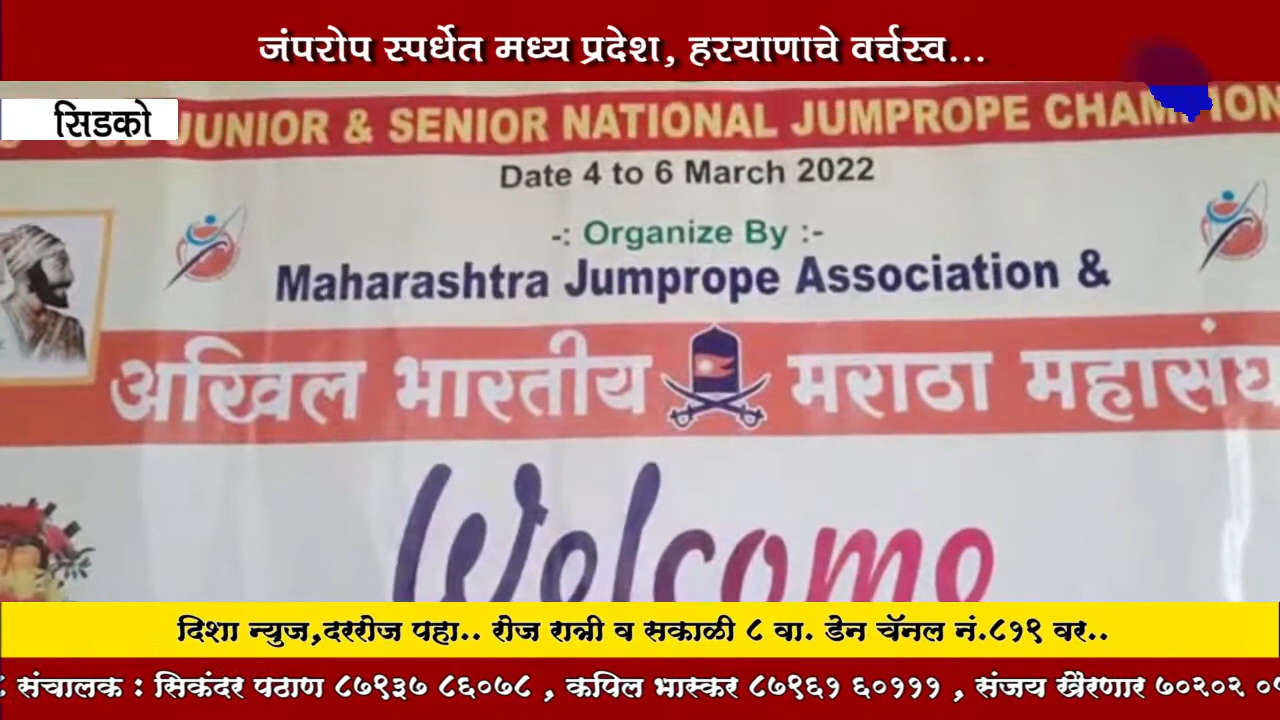 जंपरोप स्पर्धेत मध्य प्रदेश, हरयाणाचे वर्चस्व...
सिडको
JUNIOR & SENIOR NATIONAL JUMPROPE CHAMPION
Date 4 to 6 March 2022
-: Organize By :-
Maharashtra Jumprope Association &
अखिल भारतीय मराठा महासंघ
Welcome
दिशा न्युज,दररोज पहा.. रोज रात्री व सकाळी ८ वा. डेन चॅनल नं.८१९ वर..
संचालक : सिकंदर पठाण ८७९३७ ८६०७८ , कपिल भास्कर ८७९६१ ६०१११ , संजय खैरणार ७०२०२